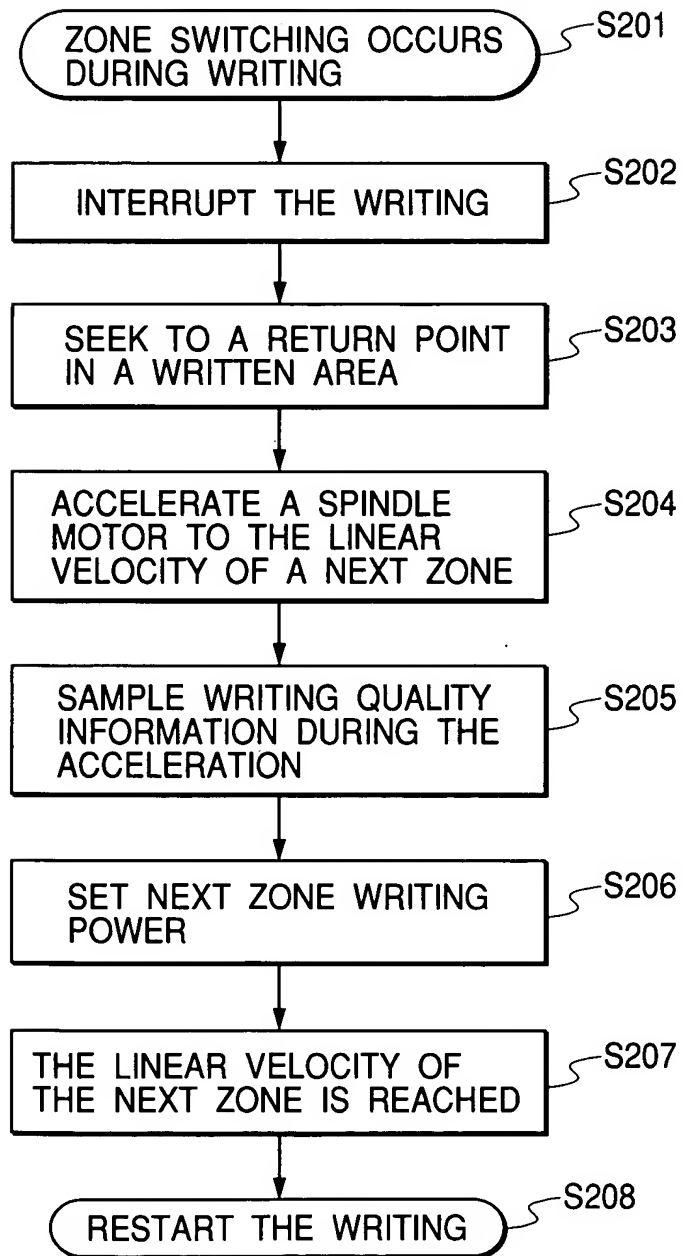 ZONE SWITCHING OCCURS
DURING WRITING
S201
INTERRUPT THE WRITING
S202
SEEK TO A RETURN POINT
IN A WRITTEN AREA
S203
ACCELERATE A SPINDLE
MOTOR TO THE LINEAR
VELOCITY OF A NEXT ZONE
S204
SAMPLE WRITING QUALITY
INFORMATION DURING THE
ACCELERATION
S205
SET NEXT ZONE WRITING
POWER
S206
THE LINEAR VELOCITY OF
THE NEXT ZONE IS REACHED
S207
RESTART THE WRITING
S208